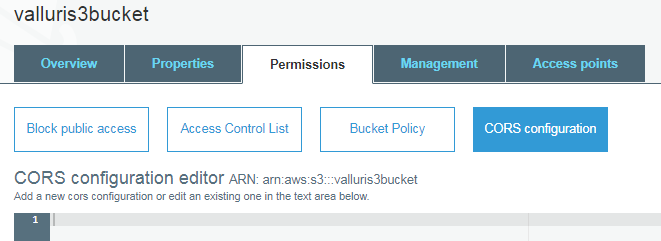 valluris3bucket
Overview Properties Permissions Management Access points
Block public access Access Control List Bucket Policy CORS configuration
CORS configuration editor ARN: arn:aws:s3:::valluris3bucket
Add a new cors configuration or edit an existing one in the text area below.
1